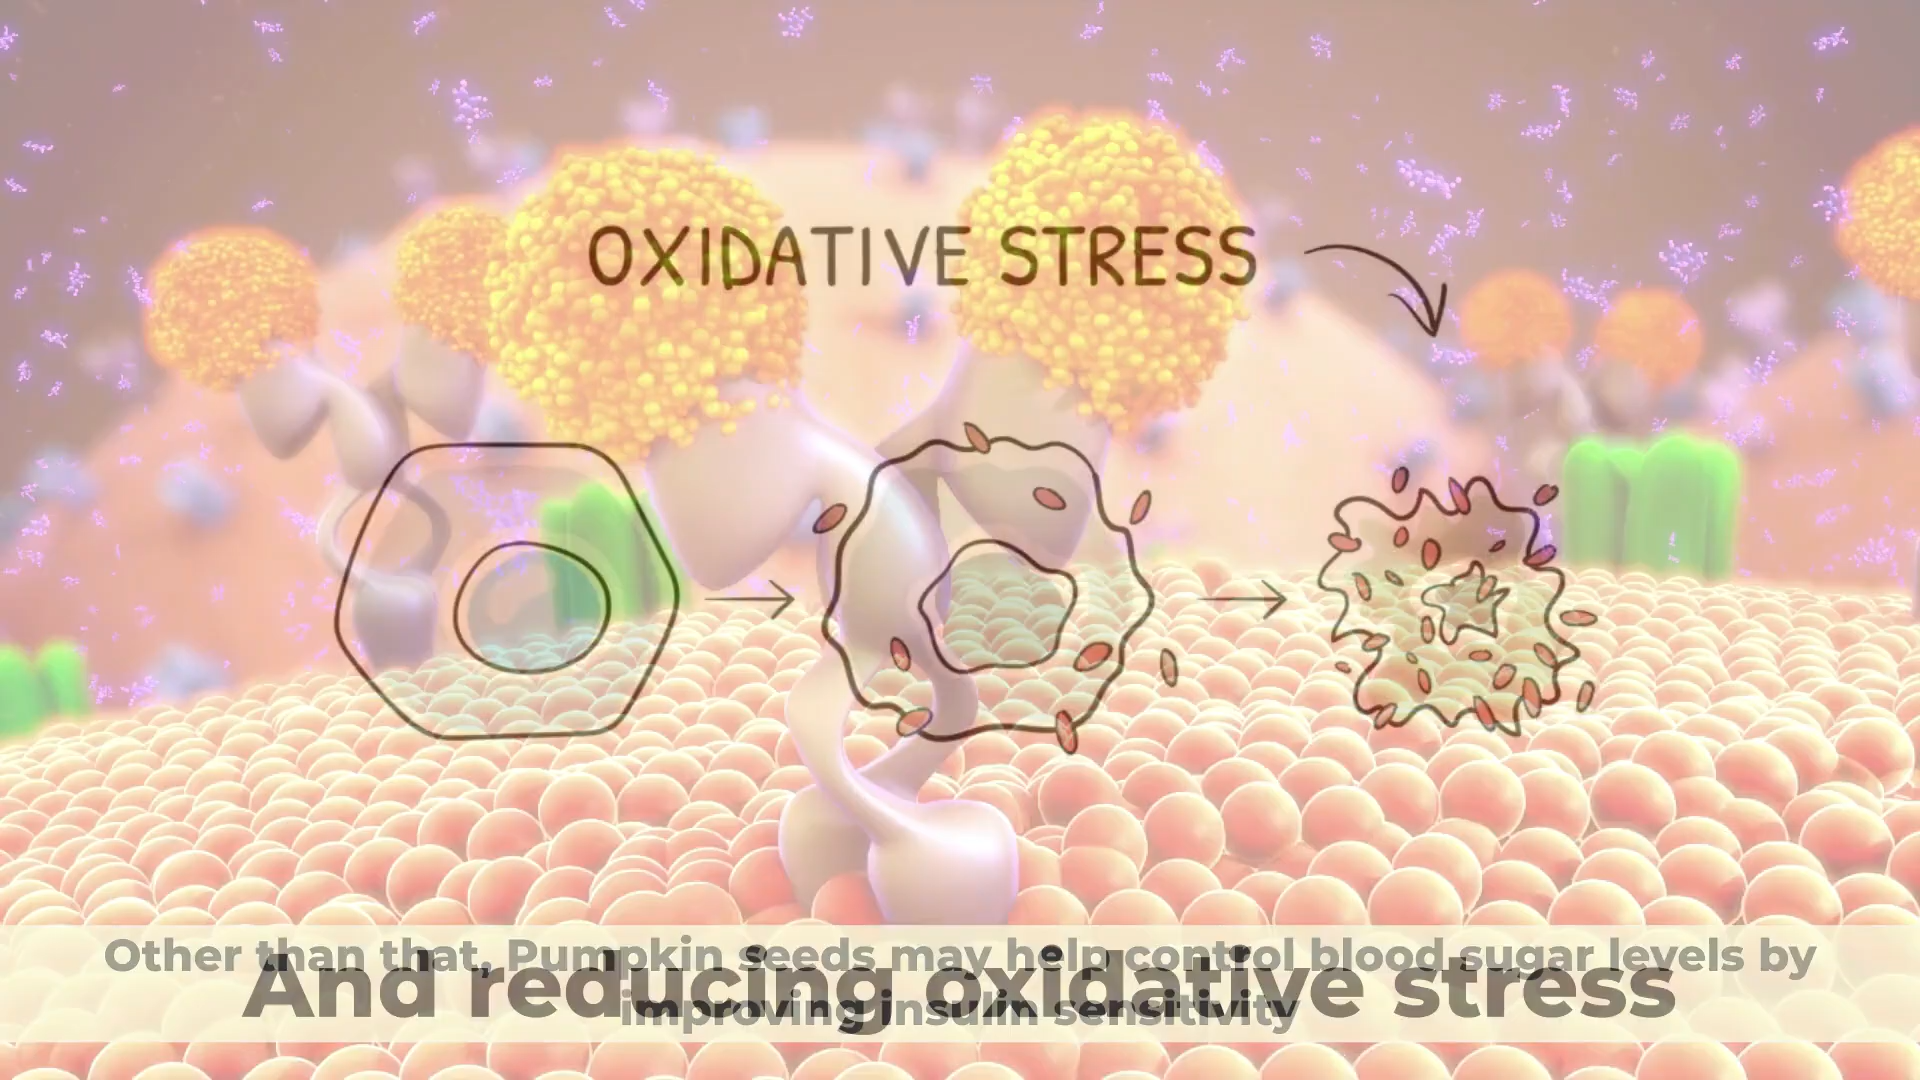 OXIDATIVE STRESS
Other than that, Pumpkin seeds may help control blood sugar levels by
improving insulin sensitivity
And reducing oxidative stress